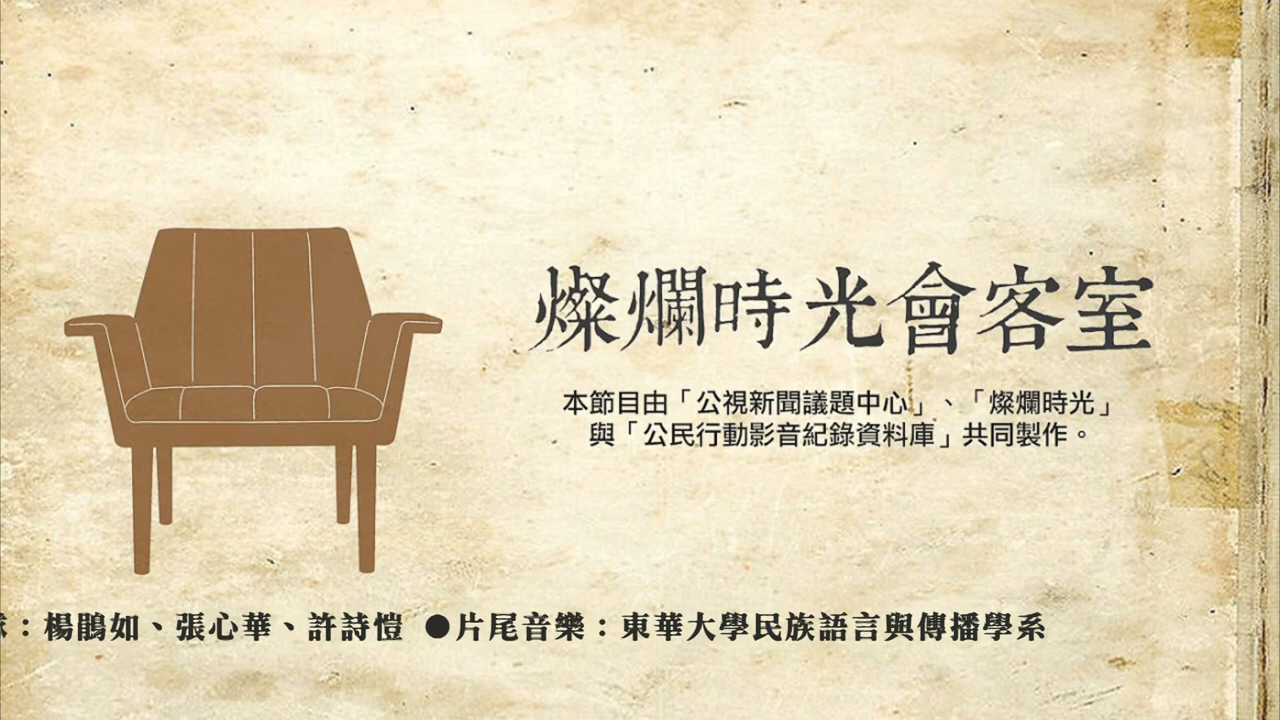 燦爛時光會客室
本節目由「公視新聞議題中心」、「燦爛時光」
與「公民行動影音紀錄資料庫」共同製作。
：楊鵑如、張心華、許詩愷 ●片尾音樂：東華大學民族語言與傳播學系